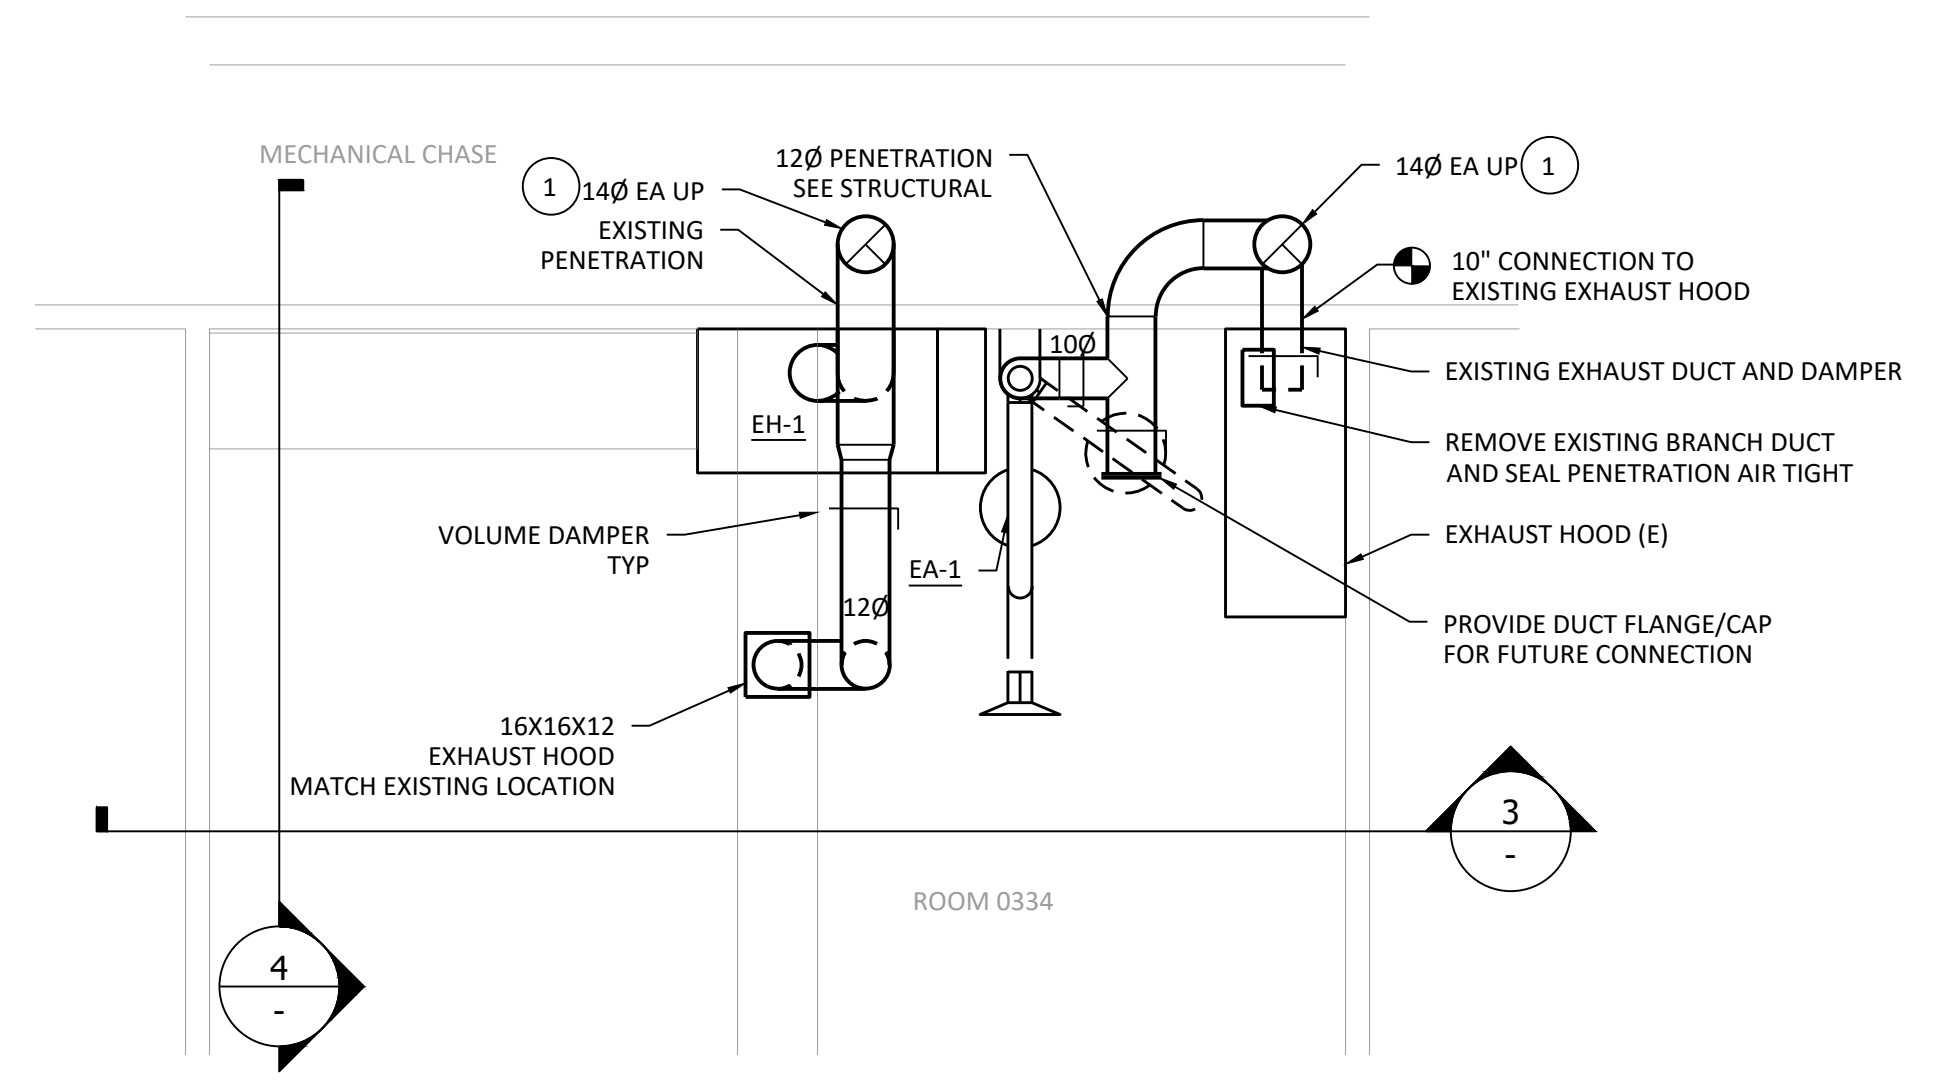 MECHANICAL CHASE
1
14Ø EA UP
EXISTING
PENETRATION
12Ø PENETRATION
SEE STRUCTURAL
14Ø EA UP
1
10" CONNECTION TO
EXISTING EXHAUST HOOD
10Ø
EXISTING EXHAUST DUCT AND DAMPER
EH-1
REMOVE EXISTING BRANCH DUCT
AND SEAL PENETRATION AIR TIGHT
VOLUME DAMPER
TYP
EXHAUST HOOD (E)
EA-1
12Ø
PROVIDE DUCT FLANGE/CAP
FOR FUTURE CONNECTION
16X16X12
EXHAUST HOOD
MATCH EXISTING LOCATION
3
-
ROOM 0334
4
-